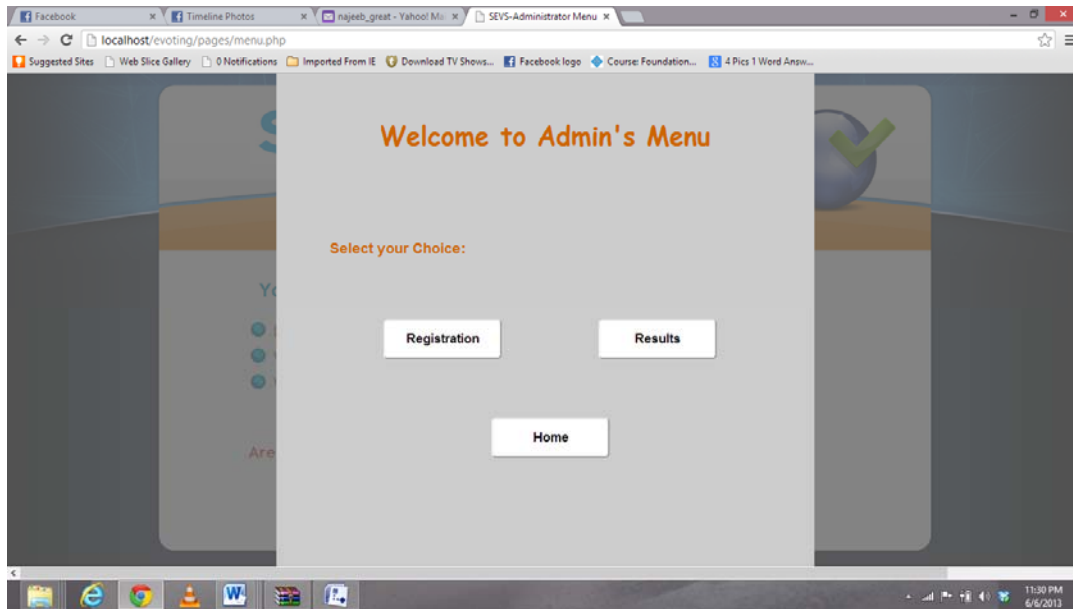 Facebook
Timeline Photos
najeeb_great - Yahoo! Ma
SEVS-Administrator Menu
localhost/evoting/pages/menu.php
Suggested Sites Web Slice Gallery 0 Notifications Imported From IE Download TV Shows... Facebook logo Course: Foundation... 4 Pics 1 Word Answ...
S
Welcome to Admin's Menu
Select your Choice:
Yo
Registration
Results
Home
Are
11:30 PM
6/6/2013